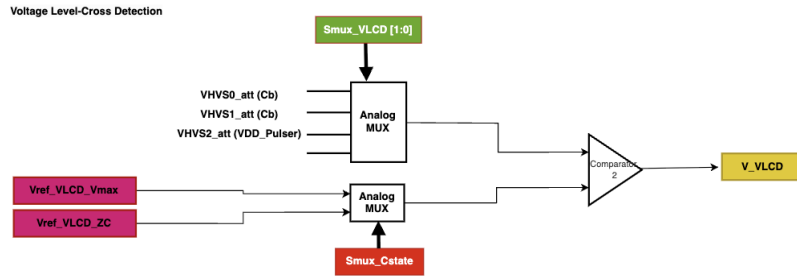 Voltage Level-Cross Detection
Smux_VLCD [1:0]
VHVS0_att (Cb)
VHVS1_att (Cb)
VHVS2_att (VDD_Pulser)
Analog
MUX
Comparator
2
V_VLCD
Vref_VLCD_Vmax
Vref_VLCD_ZC
Analog
MUX
Smux_Cstate